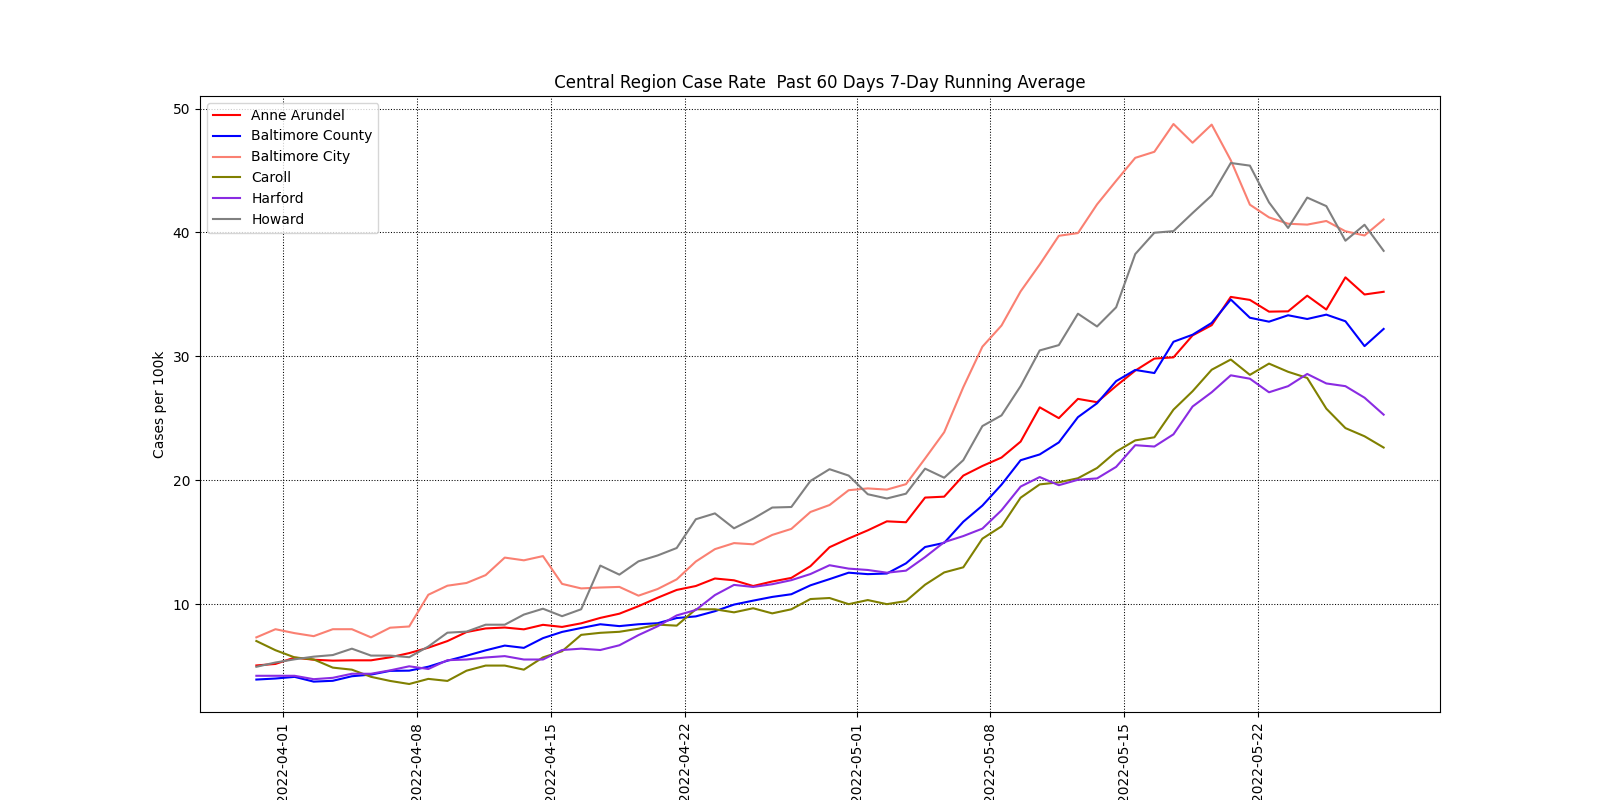 Central Region Case Rate  Past 60 Days 7-Day Running Average
Anne Arundel
Baltimore County
Baltimore City
Caroll
Harford
Howard
Cases per 100k
50
40
30
20
10
2022-04-01
2022-04-08
2022-04-15
2022-04-22
2022-05-01
2022-05-08
2022-05-15
2022-05-22